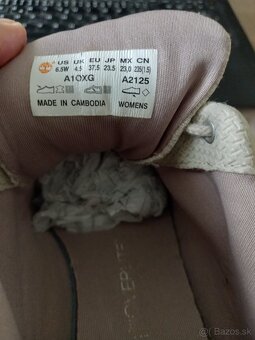 US UK EU JP MX CN
6.5W 4.5 37.5 23.5 23.0 235(1.5)
A1OXG A2125
MADE IN CAMBODIA WOMENS
Bazos.sk